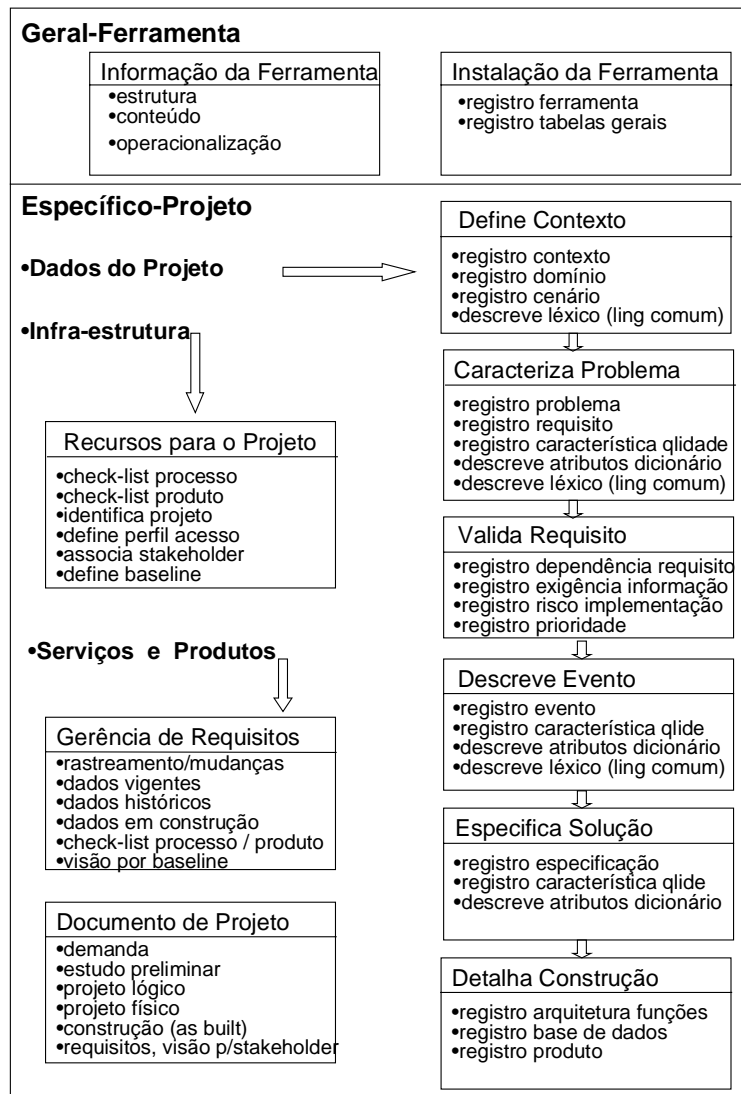 Geral-Ferramenta
Informação da Ferramenta
•estrutura
•conteúdo
•operacionalização
Instalação da Ferramenta
•registro ferramenta
•registro tabelas gerais
Específico-Projeto
•Dados do Projeto
•Infra-estrutura
Recursos para o Projeto
•check-list processo
•check-list produto
•identifica projeto
•define perfil acesso
•associa stakeholder
•define baseline
•Serviços e Produtos
Gerência de Requisitos
•rastreamento/mudanças
•dados vigentes
•dados históricos
•dados em construção
•check-list processo / produto
•visão por baseline
Documento de Projeto
•demanda
•estudo preliminar
•projeto lógico
•projeto físico
•construção (as built)
•requisitos, visão p/stakeholder
Define Contexto
•registro contexto
•registro domínio
•registro cenário
•descreve léxico (ling comum)
Caracteriza Problema
•registro problema
•registro requisito
•registro característica qlidade
•descreve atributos dicionário
•descreve léxico (ling comum)
Valida Requisito
•registro dependência requisito
•registro exigência informação
•registro risco implementação
•registro prioridade
Descreve Evento
•registro evento
•registro característica qlide
•descreve atributos dicionário
•descreve léxico (ling comum)
Especifica Solução
•registro especificação
•registro característica qlide
•descreve atributos dicionário
Detalha Construção
•registro arquitetura funções
•registro base de dados
•registro produto